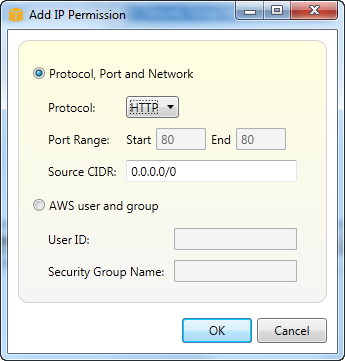 Add IP Permission
Protocol, Port and Network
Protocol: HTTP
Port Range: Start 80 End 80
Source CIDR: 0.0.0.0/0
AWS user and group
User ID:
Security Group Name:
OK Cancel